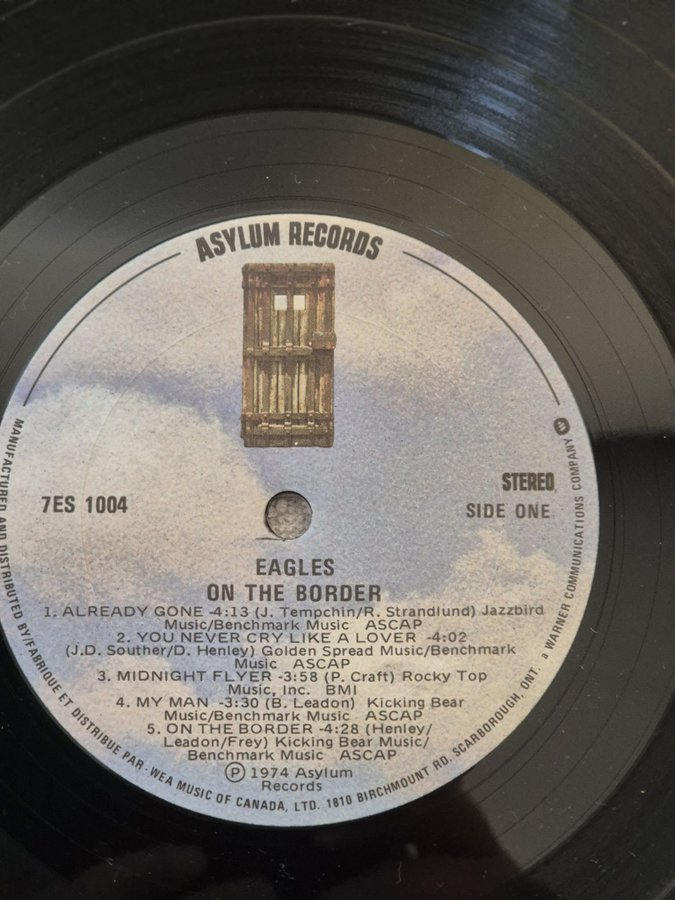 ASYLUM RECORDS
7ES 1004
STEREO
SIDE ONE
EAGLES
ON THE BORDER
1. ALREADY GONE -4:13 (J. Tempchin/R. Strandlund) Jazzbird
Music/Benchmark Music ASCAP
2. YOU NEVER CRY LIKE A LOVER -4:02
(J.D. Souther/D. Henley) Golden Spread Music/Benchmark
Music ASCAP
3. MIDNIGHT FLYER -3:58 (P. Craft) Rocky Top
Music, Inc. BMI
4. MY MAN -3:30 (B. Leadon) Kicking Bear
Music/Benchmark Music ASCAP
5. ON THE BORDER -4:28 (Henley/
Leadon/Frey) Kicking Bear Music/
Benchmark Music ASCAP
Ⓟ 1974 Asylum
Records
MANUFACTURED AND DISTRIBUTED BY/FABRIQUE ET DISTRIBUE PAR - WEA MUSIC OF CANADA, LTD. 1810 BIRCHMOUNT RD. SCARBOROUGH, ONT. a WARNER COMMUNICATIONS COMPANY